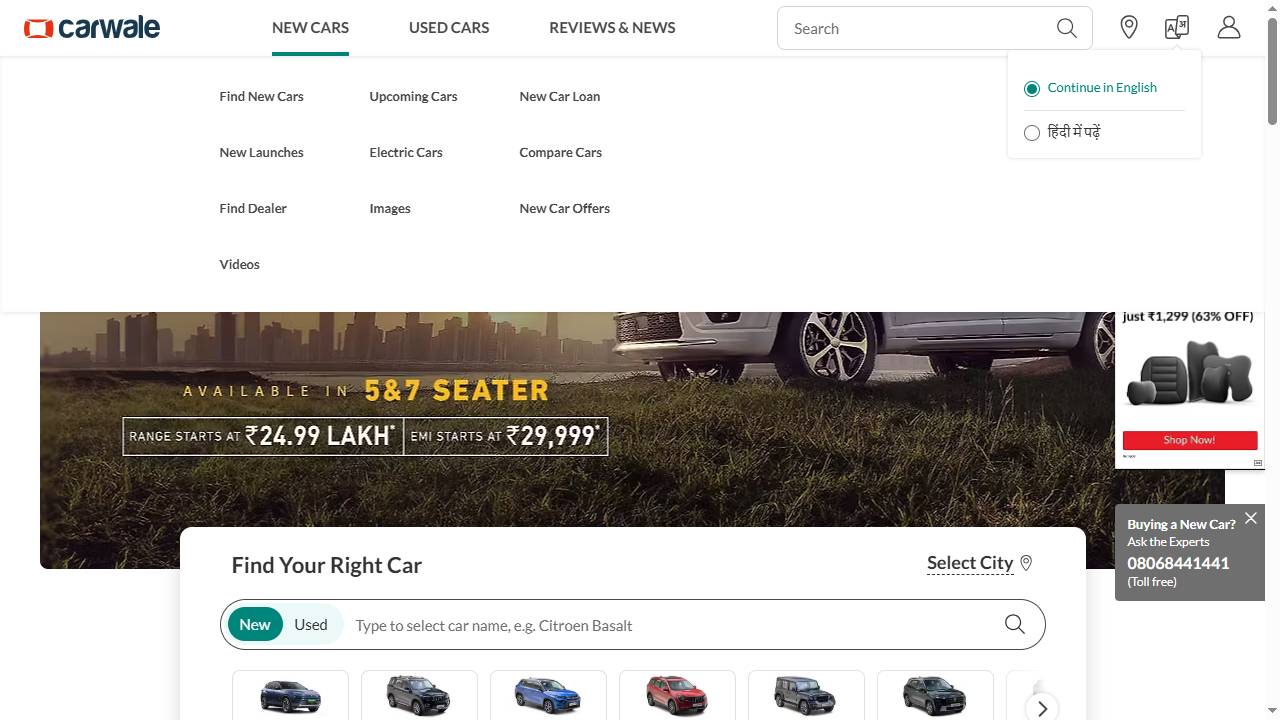 carwale
NEW CARS
USED CARS
REVIEWS & NEWS
Search
Continue in English
हिंदी में पढ़ें
Find New Cars
Upcoming Cars
New Car Loan
New Launches
Electric Cars
Compare Cars
Find Dealer
Images
New Car Offers
Videos
just ₹1,299 (63% OFF)
Shop Now!
AVAILABLE IN 5&7 SEATER
RANGE STARTS AT ₹24.99 LAKH* EMI STARTS AT ₹29,999*
Buying a New Car?
Ask the Experts
08068441441
(Toll free)
Find Your Right Car
Select City
New
Used
Type to select car name, e.g. Citroen Basalt